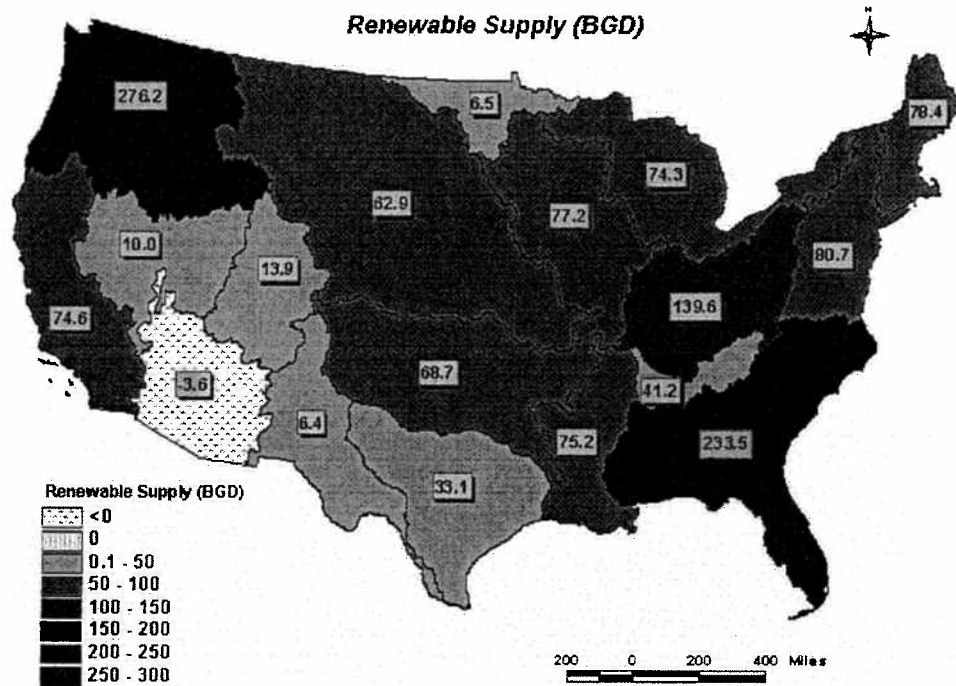 Renewable Supply (BGD)
N
276.2
6.5
78.4
74.3
62.9
77.2
10.0
13.9
80.7
139.6
74.6
68.7
-3.6
41.2
6.4
75.2
233.5
33.1
Renewable Supply (BGD)
<0
0
0.1 - 50
50 - 100
100 - 150
150 - 200
200 - 250
250 - 300
200 0 200 400 Miles